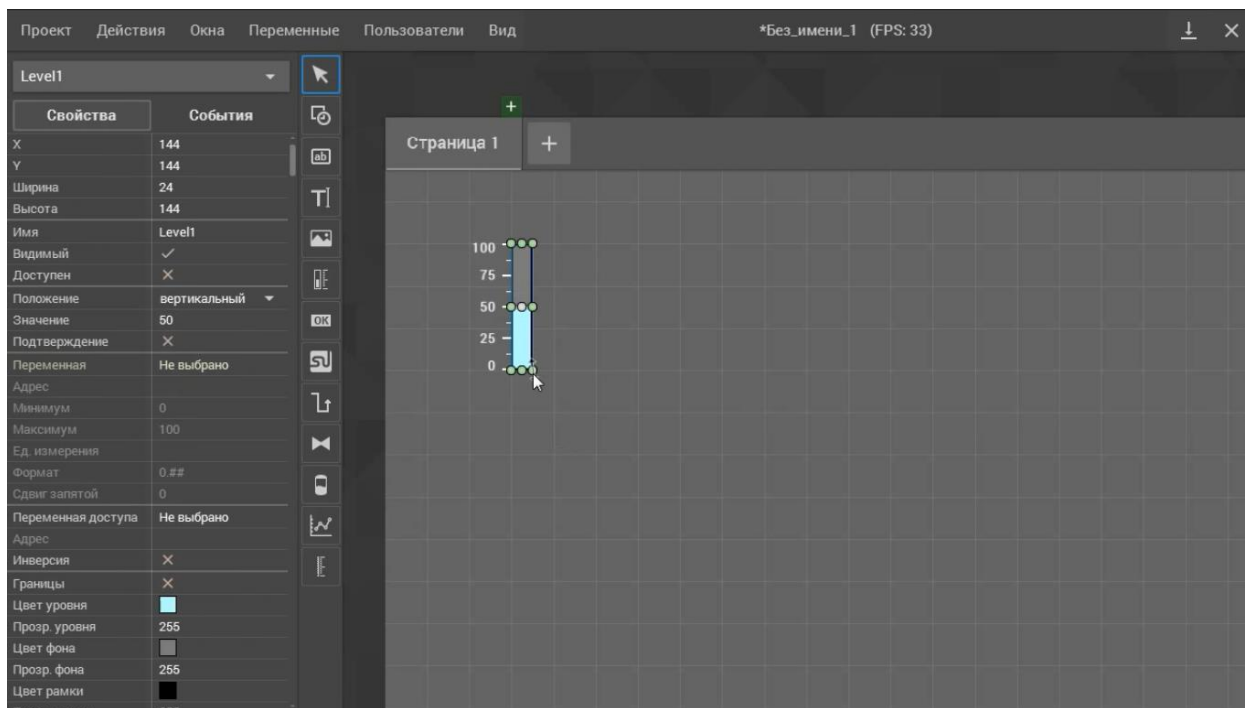 Проект Действия Окна Переменные Пользователи Вид *Без_имени_1 (FPS: 33)
Level1
Свойства События
X 144
Y 144
Ширина 24
Высота 144
Имя Level1
Видимый
Доступен
Положение вертикальный
Значение 50
Подтверждение
Переменная Не выбрано
Адрес
Минимум 0
Максимум 100
Ед. измерения
Формат 0.##
Сдвиг запятой 0
Переменная доступа Не выбрано
Адрес
Инверсия
Границы
Цвет уровня
Прозр. уровня 255
Цвет фона
Прозр. фона 255
Цвет рамки
ab
T
OK
+
Страница 1 +
100
75
50
25
0